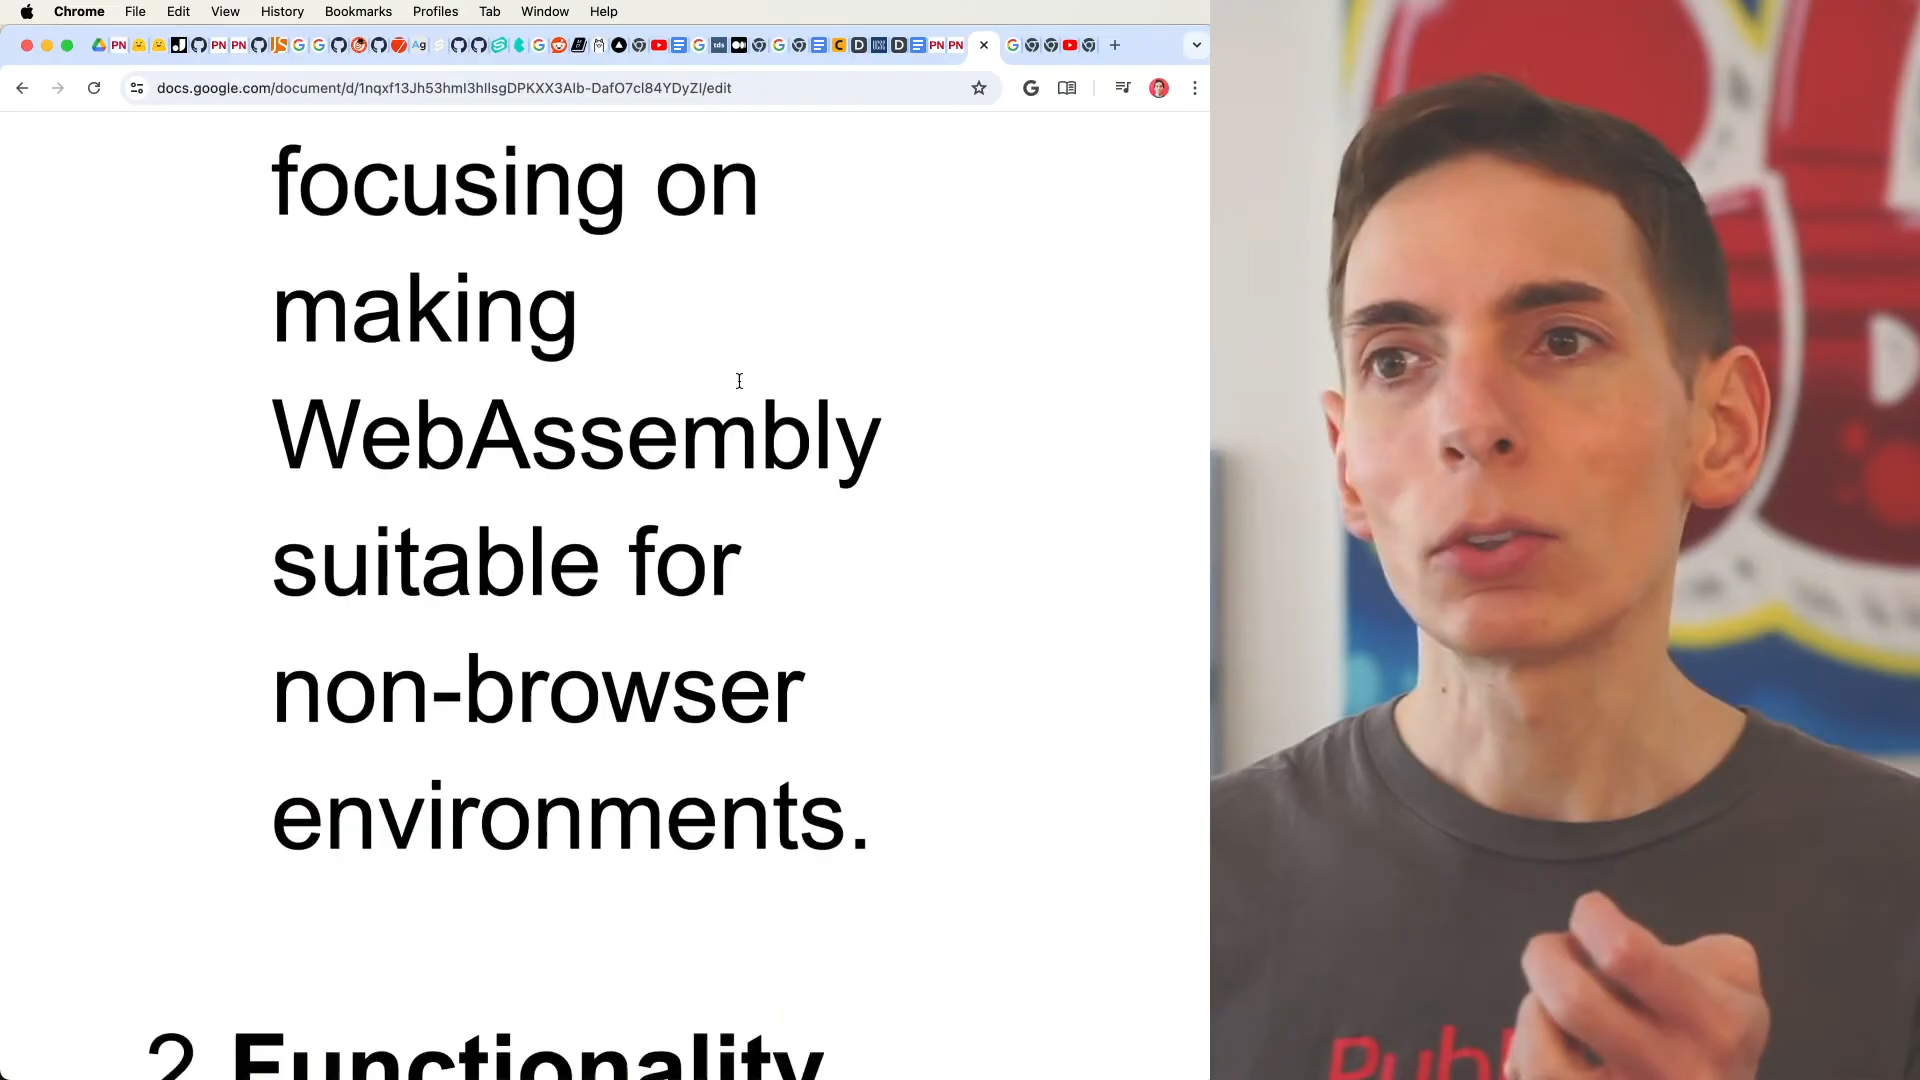 Chrome File Edit View History Bookmarks Profiles Tab Window Help
docs.google.com/document/d/1nqxf13Jh53hml3hllsgDPKXX3Alb-DafO7cl84YDyZI/edit
focusing on
making
WebAssembly
suitable for
non-browser
environments.
2. Functionality